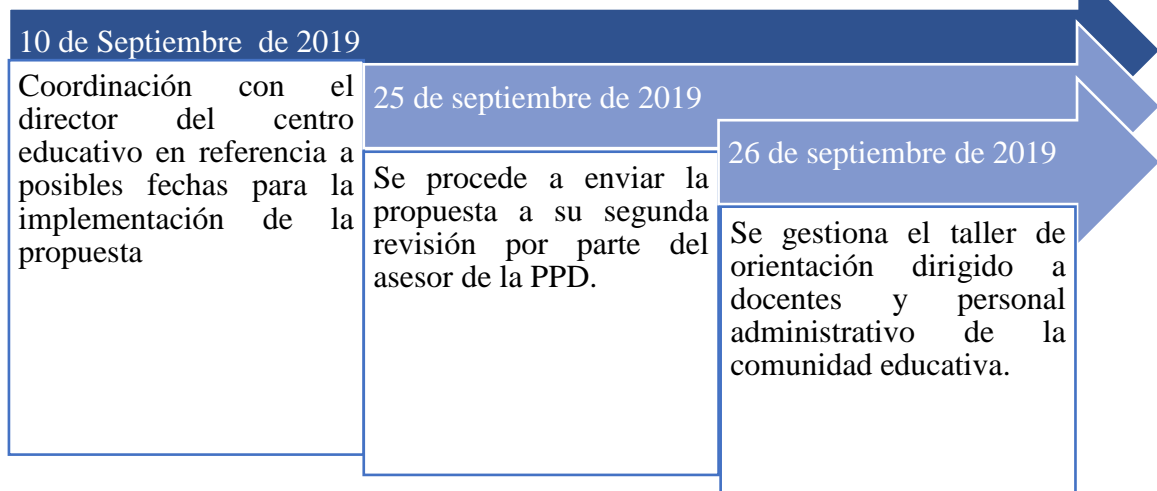 10 de Septiembre de 2019
Coordinación con el
director del centro
educativo en referencia a
posibles fechas para la
implementación de la
propuesta
25 de septiembre de 2019
Se procede a enviar la
propuesta a su segunda
revisión por parte del
asesor de la PPD.
26 de septiembre de 2019
Se gestiona el taller de
orientación dirigido a
docentes y personal
administrativo de la
comunidad educativa.